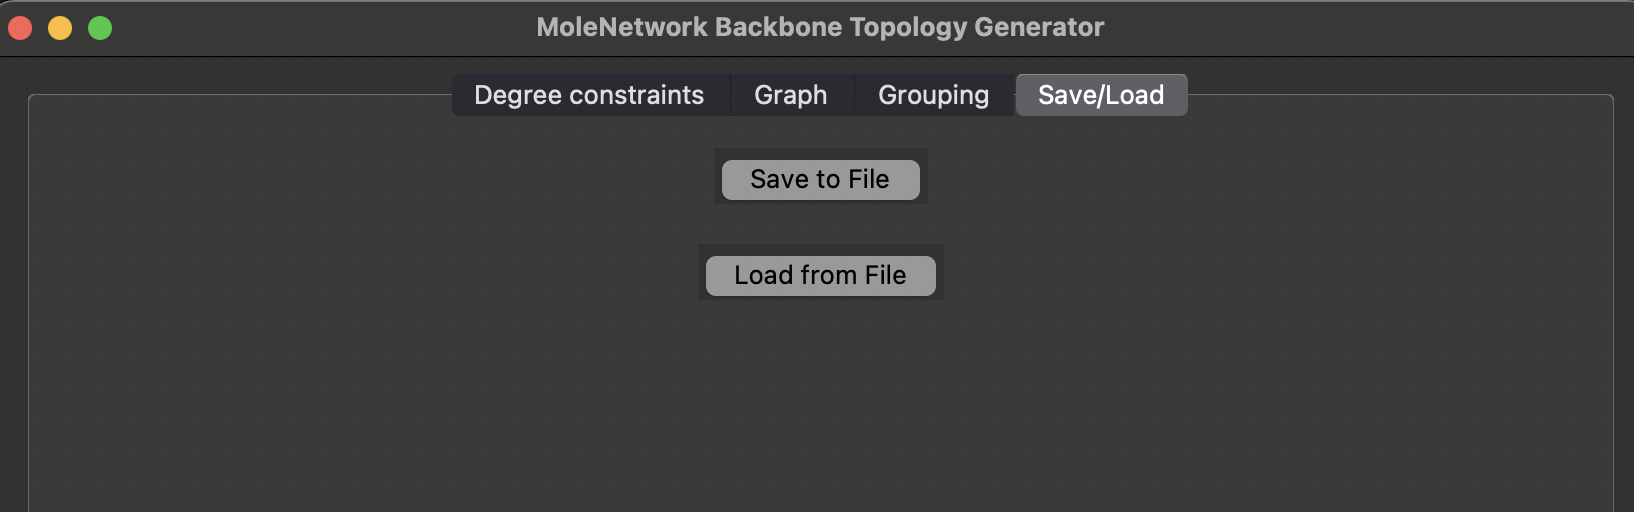 MoleNetwork Backbone Topology Generator
Degree constraints Graph Grouping Save/Load
Save to File
Load from File